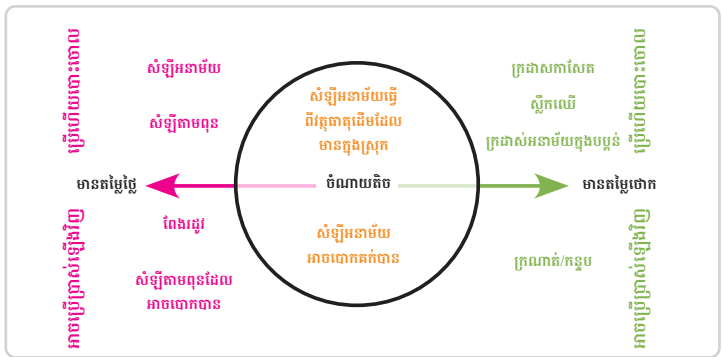 ប្រើហើយបោះចោល
សំឡីអនាម័យ
សំឡីតាមពុន
សំឡីអនាម័យធ្វើ
ពីវត្ថុធាតុដើមដែល
មានក្នុងស្រុក
ក្រដាសកាសែត
ស្លឹកឈើ
ក្រដាស់អនាម័យក្នុងបប្គន់
ប្រើហើយបោះចោល
មានតម្លៃថ្លៃ
ចំណាយតិច
មានតម្លៃថោក
អាចប្រើប្រាស់ឡើងវិញ
ពែងរដូវ
សំឡីតាមពុនដែល
អាចបោកបាន
សំឡីអនាម័យ
អាចបោកគក់បាន
ក្រណាត់/កន្ទប
អាចប្រើប្រាស់ឡើងវិញ